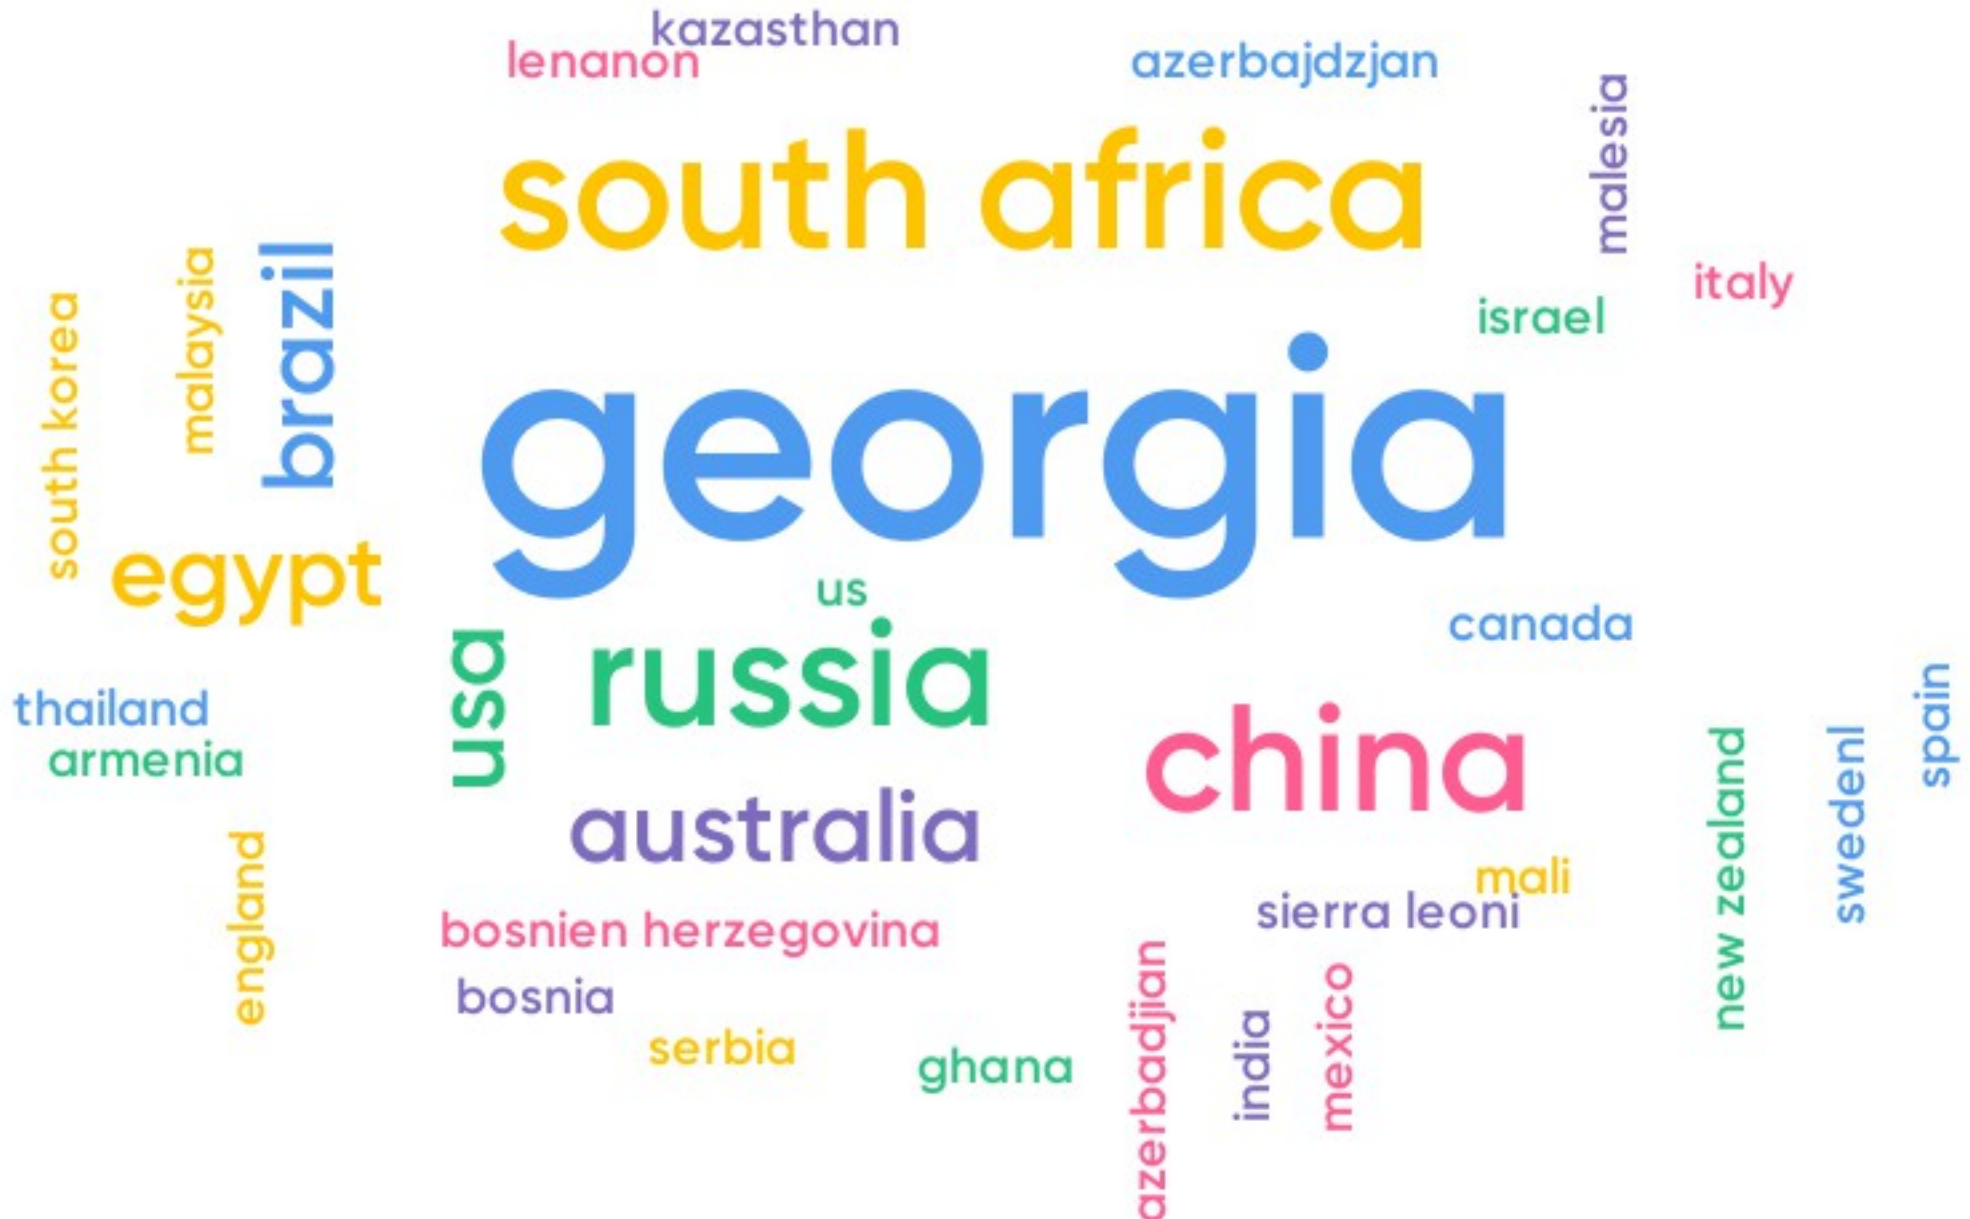 kazasthan
lenanon
azerbajdzjan
malesia
south africa
brazil
malaysia
italy
south korea
israel
georgia
egypt
us
canada
usa
russia
spain
thailand
china
armenia
new zealand
swedenl
australia
england
mali
sierra leoni
bosnien herzegovina
azerbadjian
mexico
bosnia
india
serbia
ghana